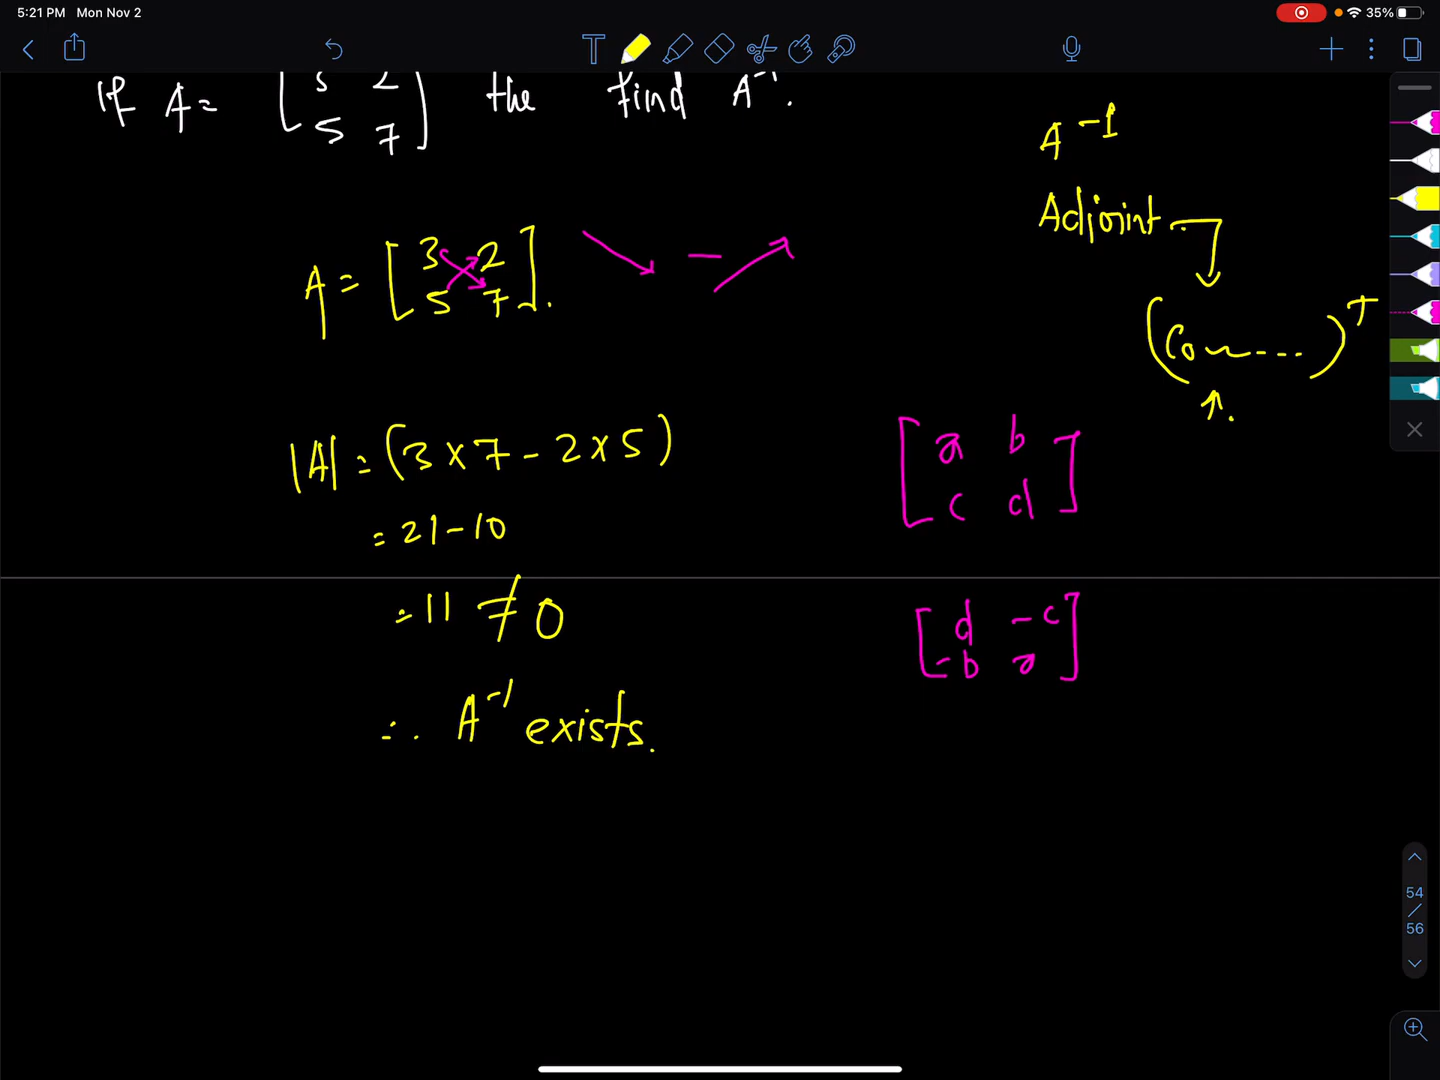 5:21 PM Mon Nov 2
35%
If A = [3 2
5 7] the find A⁻¹.
A⁻¹
Adjoint
(Co ---- )ᵀ
A = [3 2
5 7].
|A| = (3 × 7 - 2 × 5)
= 21 - 10
= 11 ≠ 0
∴ A⁻¹ exists.
[a b
c d]
[d -c
-b a]
54
/
56